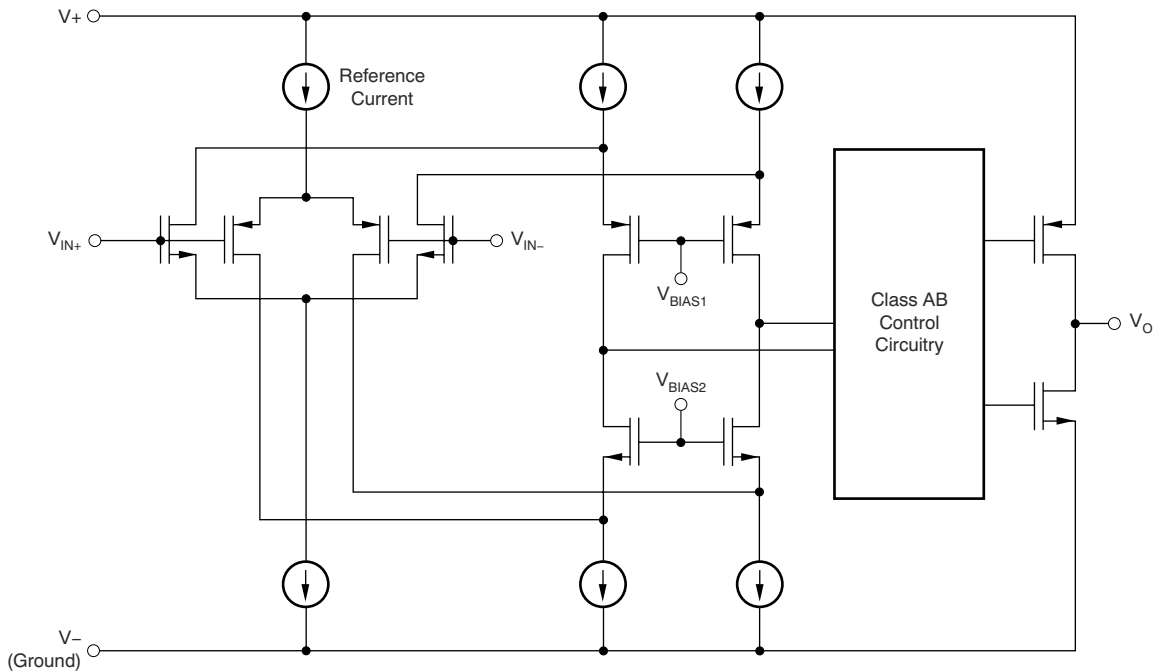 V+
Reference
Current
VIN+
VIN−
VBIAS1
Class AB
Control
Circuitry
VO
VBIAS2
V−
(Ground)